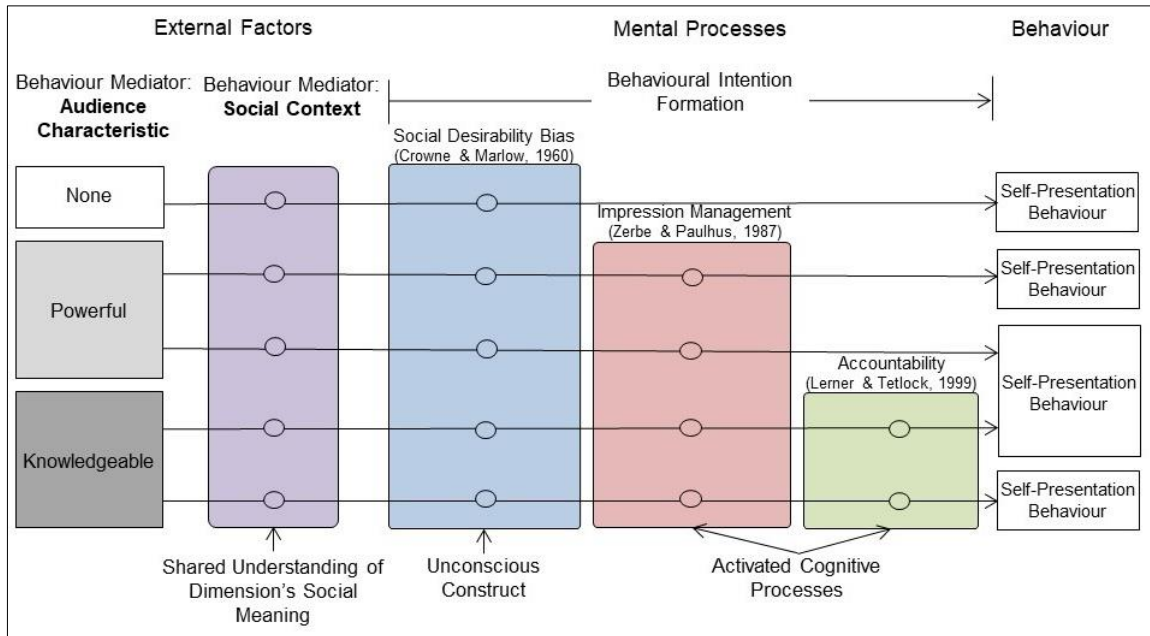 External Factors
Mental Processes
Behaviour
Behaviour Mediator:
Audience
Characteristic
Behaviour Mediator:
Social Context
Behavioural Intention
Formation
Social Desirability Bias
(Crowne & Marlow, 1960)
None
Self-Presentation
Behaviour
Impression Management
(Zerbe & Paulhus, 1987)
Powerful
Self-Presentation
Behaviour
Accountability
(Lerner & Tetlock, 1999)
Self-Presentation
Behaviour
Knowledgeable
Self-Presentation
Behaviour
Shared Understanding of
Dimension's Social
Meaning
Unconscious
Construct
Activated Cognitive
Processes